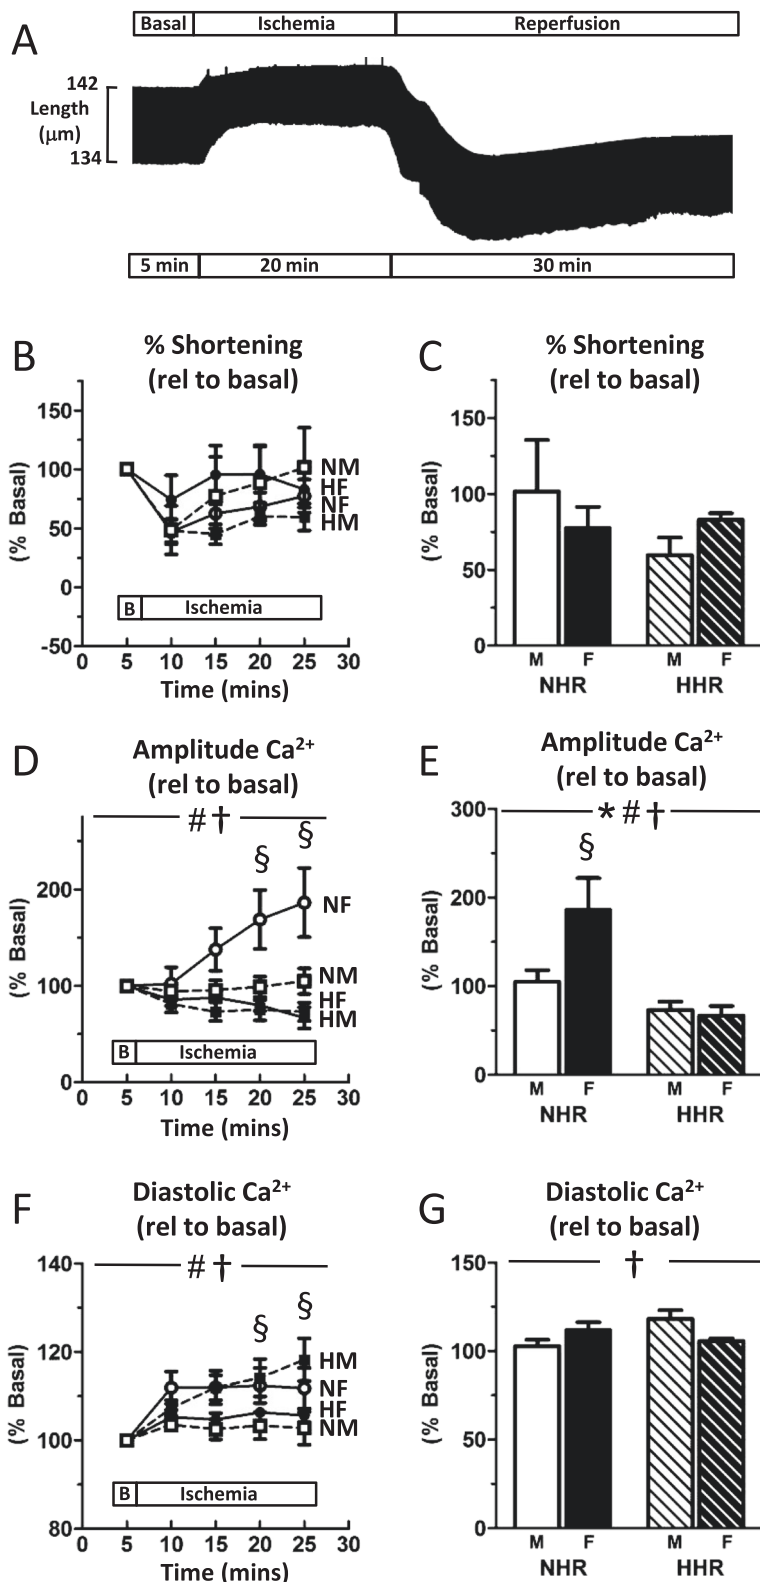 A
Basal Ischemia Reperfusion
142
Length
(μm)
134
5 min 20 min 30 min
B
% Shortening
(rel to basal)
(% Basal)
150
100
50
0
-50
NM
HF
NF
HM
B Ischemia
0 5 10 15 20 25 30
Time (mins)
C
% Shortening
(rel to basal)
(% Basal)
150
100
50
0
M F M F
NHR HHR
D
Amplitude Ca²⁺
(rel to basal)
# †
§ §
(% Basal)
200
100
0
NF
NM
HF
HM
B Ischemia
0 5 10 15 20 25 30
Time (mins)
E
Amplitude Ca²⁺
(rel to basal)
* # †
§
(% Basal)
300
200
100
0
M F M F
NHR HHR
F
Diastolic Ca²⁺
(rel to basal)
# †
§ §
(% Basal)
140
120
100
80
HM
NF
HF
NM
B Ischemia
0 5 10 15 20 25 30
Time (mins)
G
Diastolic Ca²⁺
(rel to basal)
†
(% Basal)
150
100
50
0
M F M F
NHR HHR